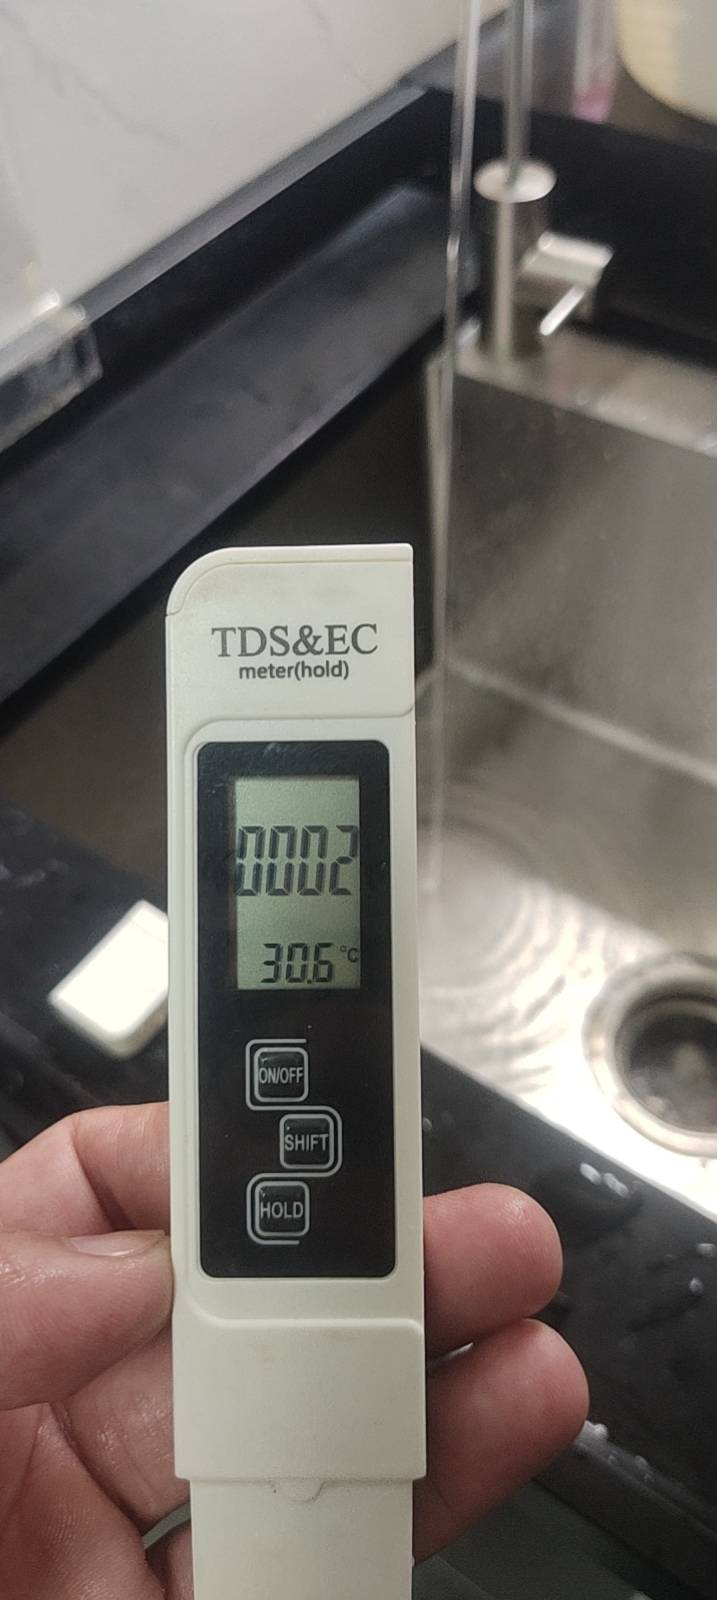 TDS&EC
meter(hold)
0002
30.6 °C
ON/OFF
SHIFT
HOLD